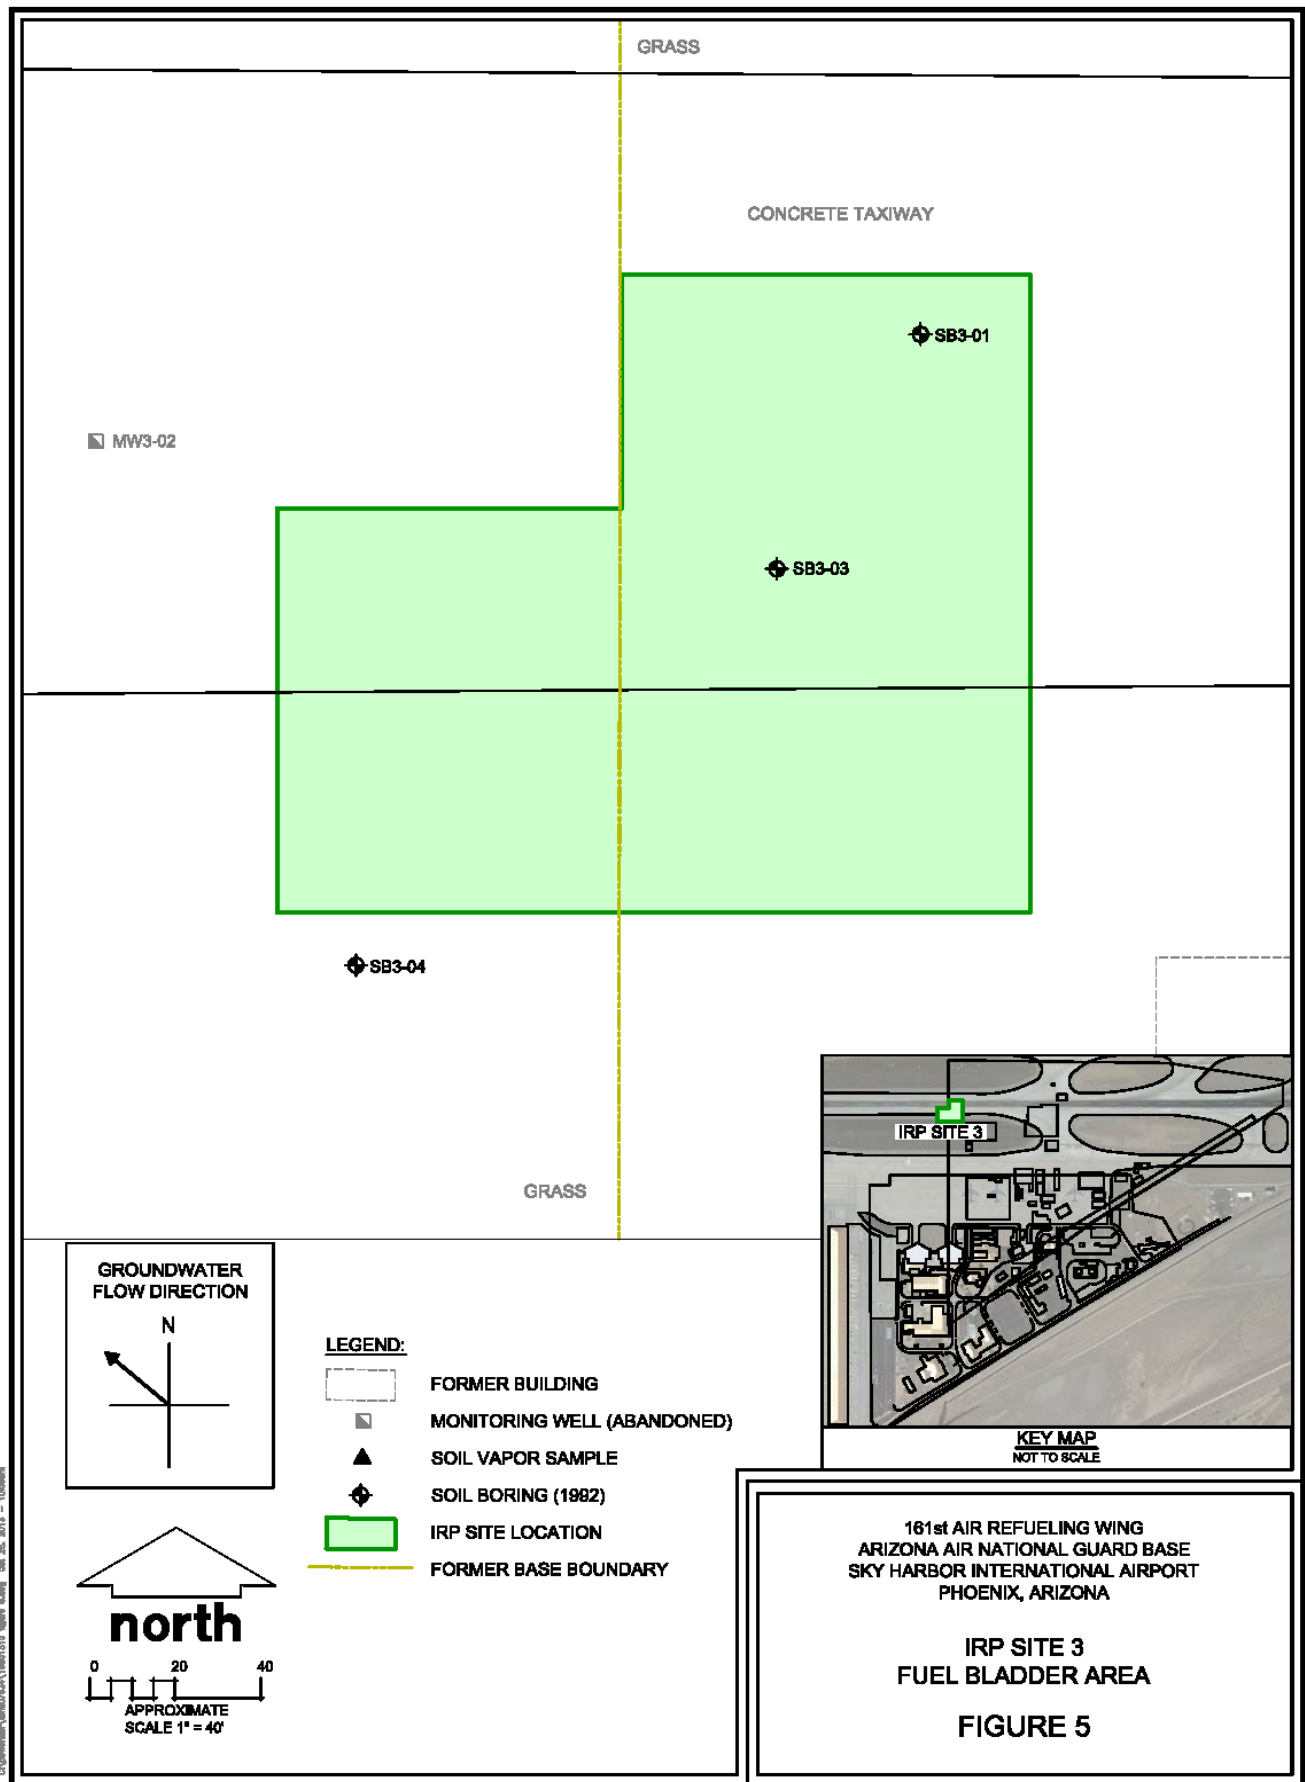 GRASS
CONCRETE TAXIWAY
SB3-01
MW3-02
SB3-03
SB3-04
GRASS
IRP SITE 3
KEY MAP
NOT TO SCALE
GROUNDWATER
FLOW DIRECTION
N
LEGEND:
FORMER BUILDING
MONITORING WELL (ABANDONED)
SOIL VAPOR SAMPLE
SOIL BORING (1992)
IRP SITE LOCATION
FORMER BASE BOUNDARY
north
0 20 40
APPROXIMATE
SCALE 1" = 40'
161st AIR REFUELING WING
ARIZONA AIR NATIONAL GUARD BASE
SKY HARBOR INTERNATIONAL AIRPORT
PHOENIX, ARIZONA
IRP SITE 3
FUEL BLADDER AREA
FIGURE 5